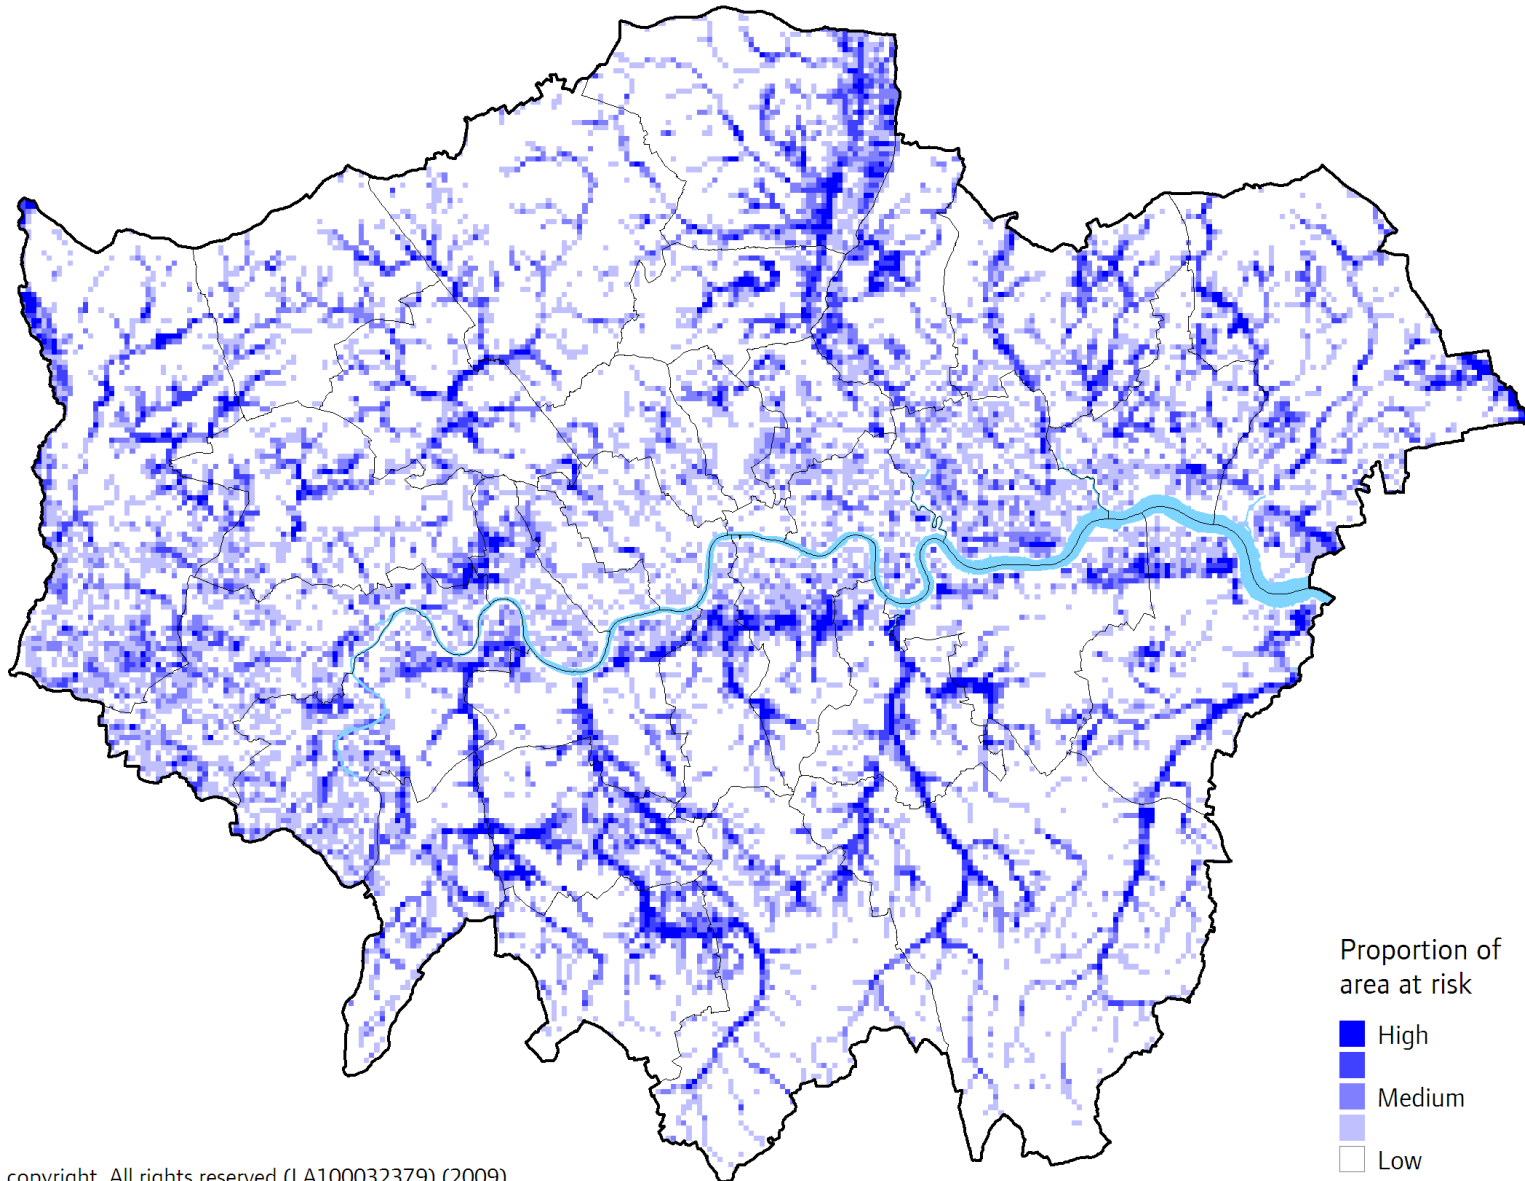 Proportion of
area at risk
High
Medium
Low
copyright. All rights reserved (LA100032379) (2009)